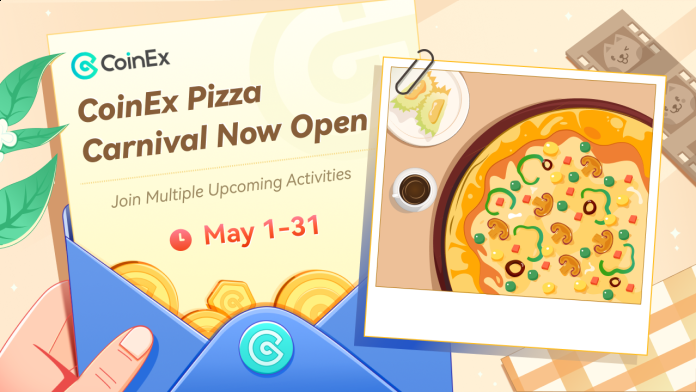 CoinEx
CoinEx Pizza
Carnival Now Open
Join Multiple Upcoming Activities
May 1-31